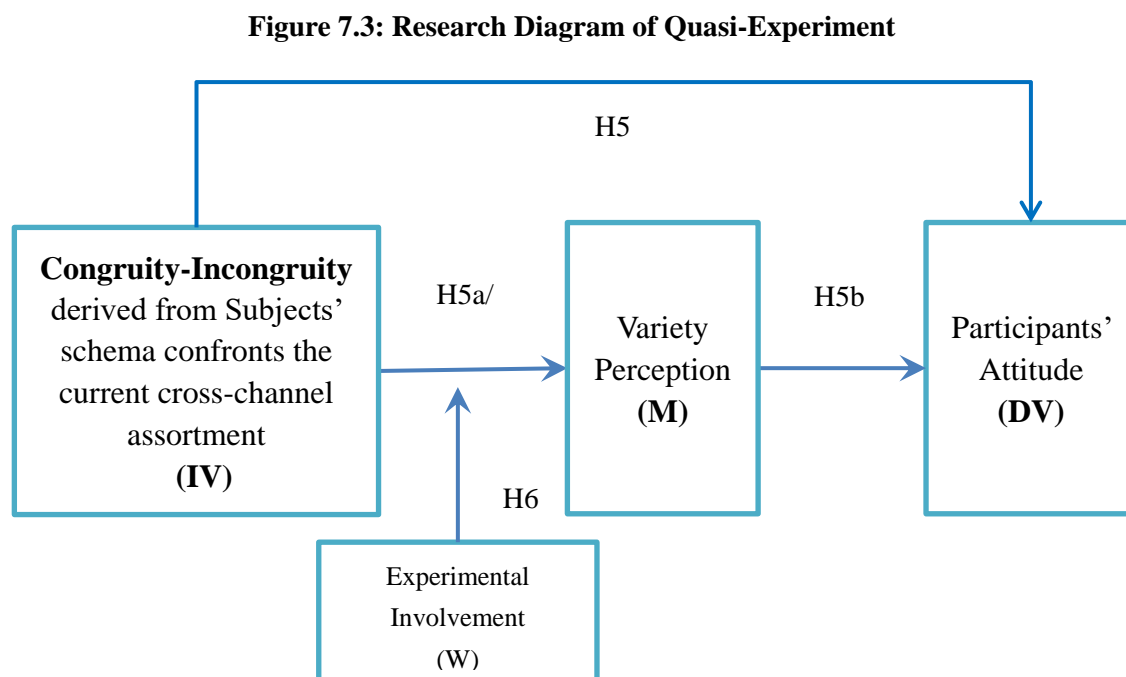 Figure 7.3: Research Diagram of Quasi-Experiment
H5
Congruity-Incongruity
derived from Subjects’
schema confronts the
current cross-channel
assortment
(IV)
H5a/
Variety
Perception
(M)
H5b
Participants’
Attitude
(DV)
H6
Experimental
Involvement
(W)